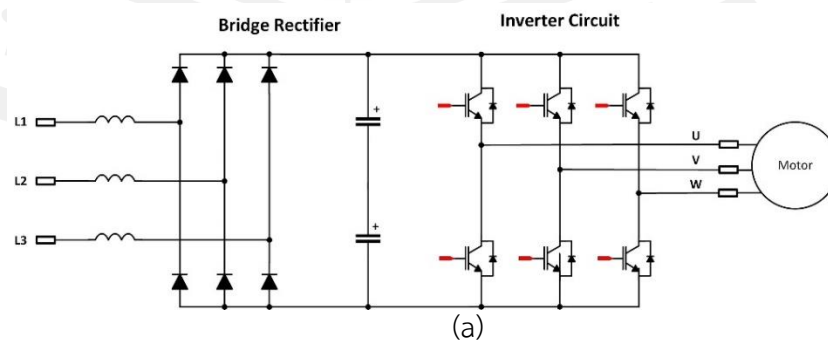 Bridge Rectifier
Inverter Circuit
+
L1
U
L2
V
Motor
W
+
L3
(a)